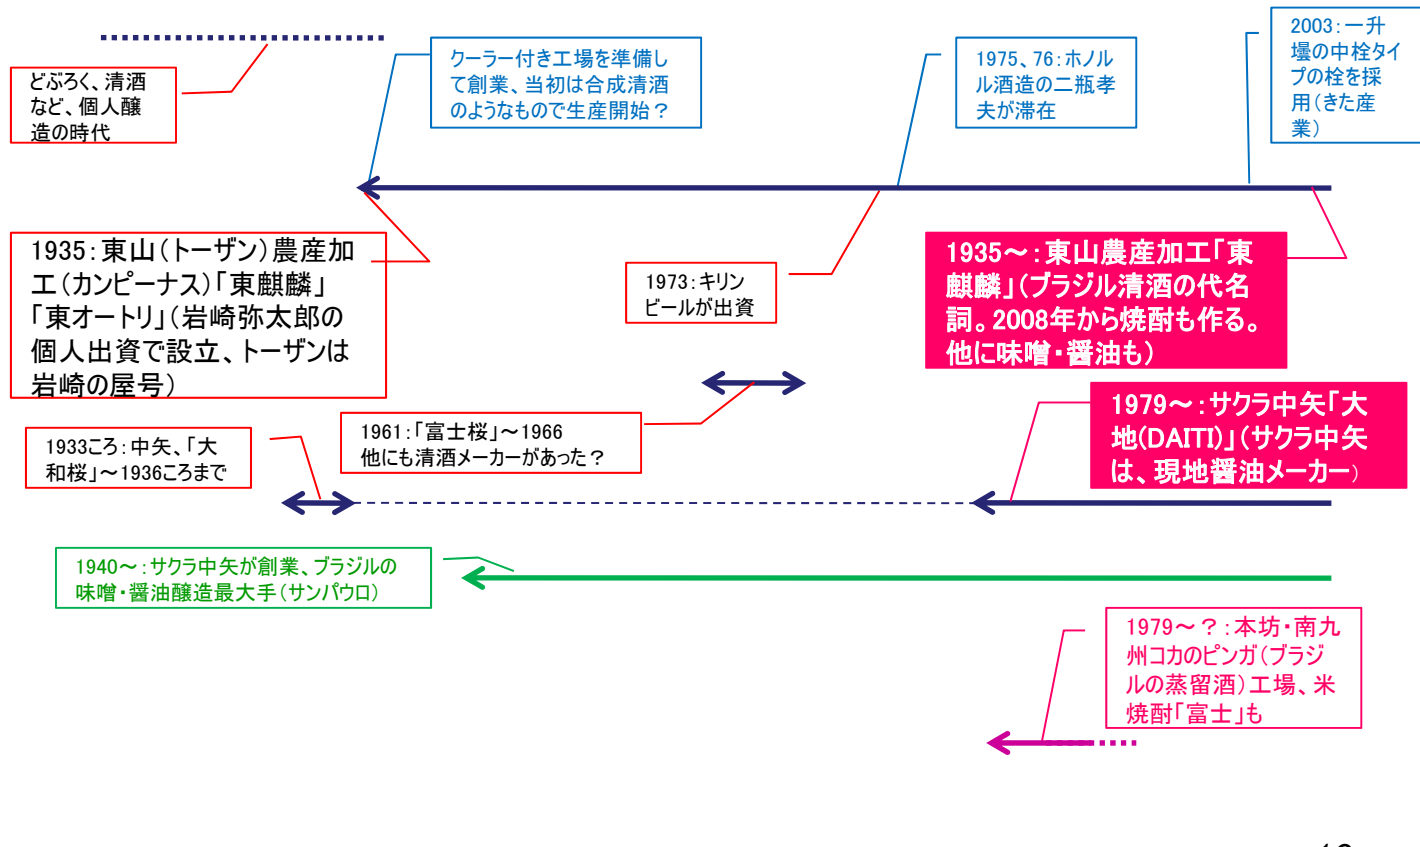 どぶろく、清酒
など、個人醸
造の時代
クーラー付き工場を準備し
て創業、当初は合成清酒
のようなもので生産開始？
1975、76：ホノル
ル酒造の二瓶孝
夫が滞在
2003：一升
壜の中栓タイ
プの栓を採
用（きた産
業）
1935：東山（トーザン）農産加
工（カンピーナス）「東麒麟」
「東オートリ」（岩崎弥太郎の
個人出資で設立、トーザンは
岩崎の屋号）
1973：キリン
ビールが出資
1935～：東山農産加工「東
麒麟」（ブラジル清酒の代名
詞。2008年から焼酎も作る。
他に味噌・醤油も）
1933ころ：中矢、「大
和桜」～1936ころまで
1961：「富士桜」～1966
他にも清酒メーカーがあった？
1979～：サクラ中矢「大
地(DAITI)」（サクラ中矢
は、現地醤油メーカー）
1940～：サクラ中矢が創業、ブラジルの
味噌・醤油醸造最大手（サンパウロ）
1979～？：本坊・南九
州コカのピンガ（ブラジ
ルの蒸留酒）工場、米
焼酎「富士」も